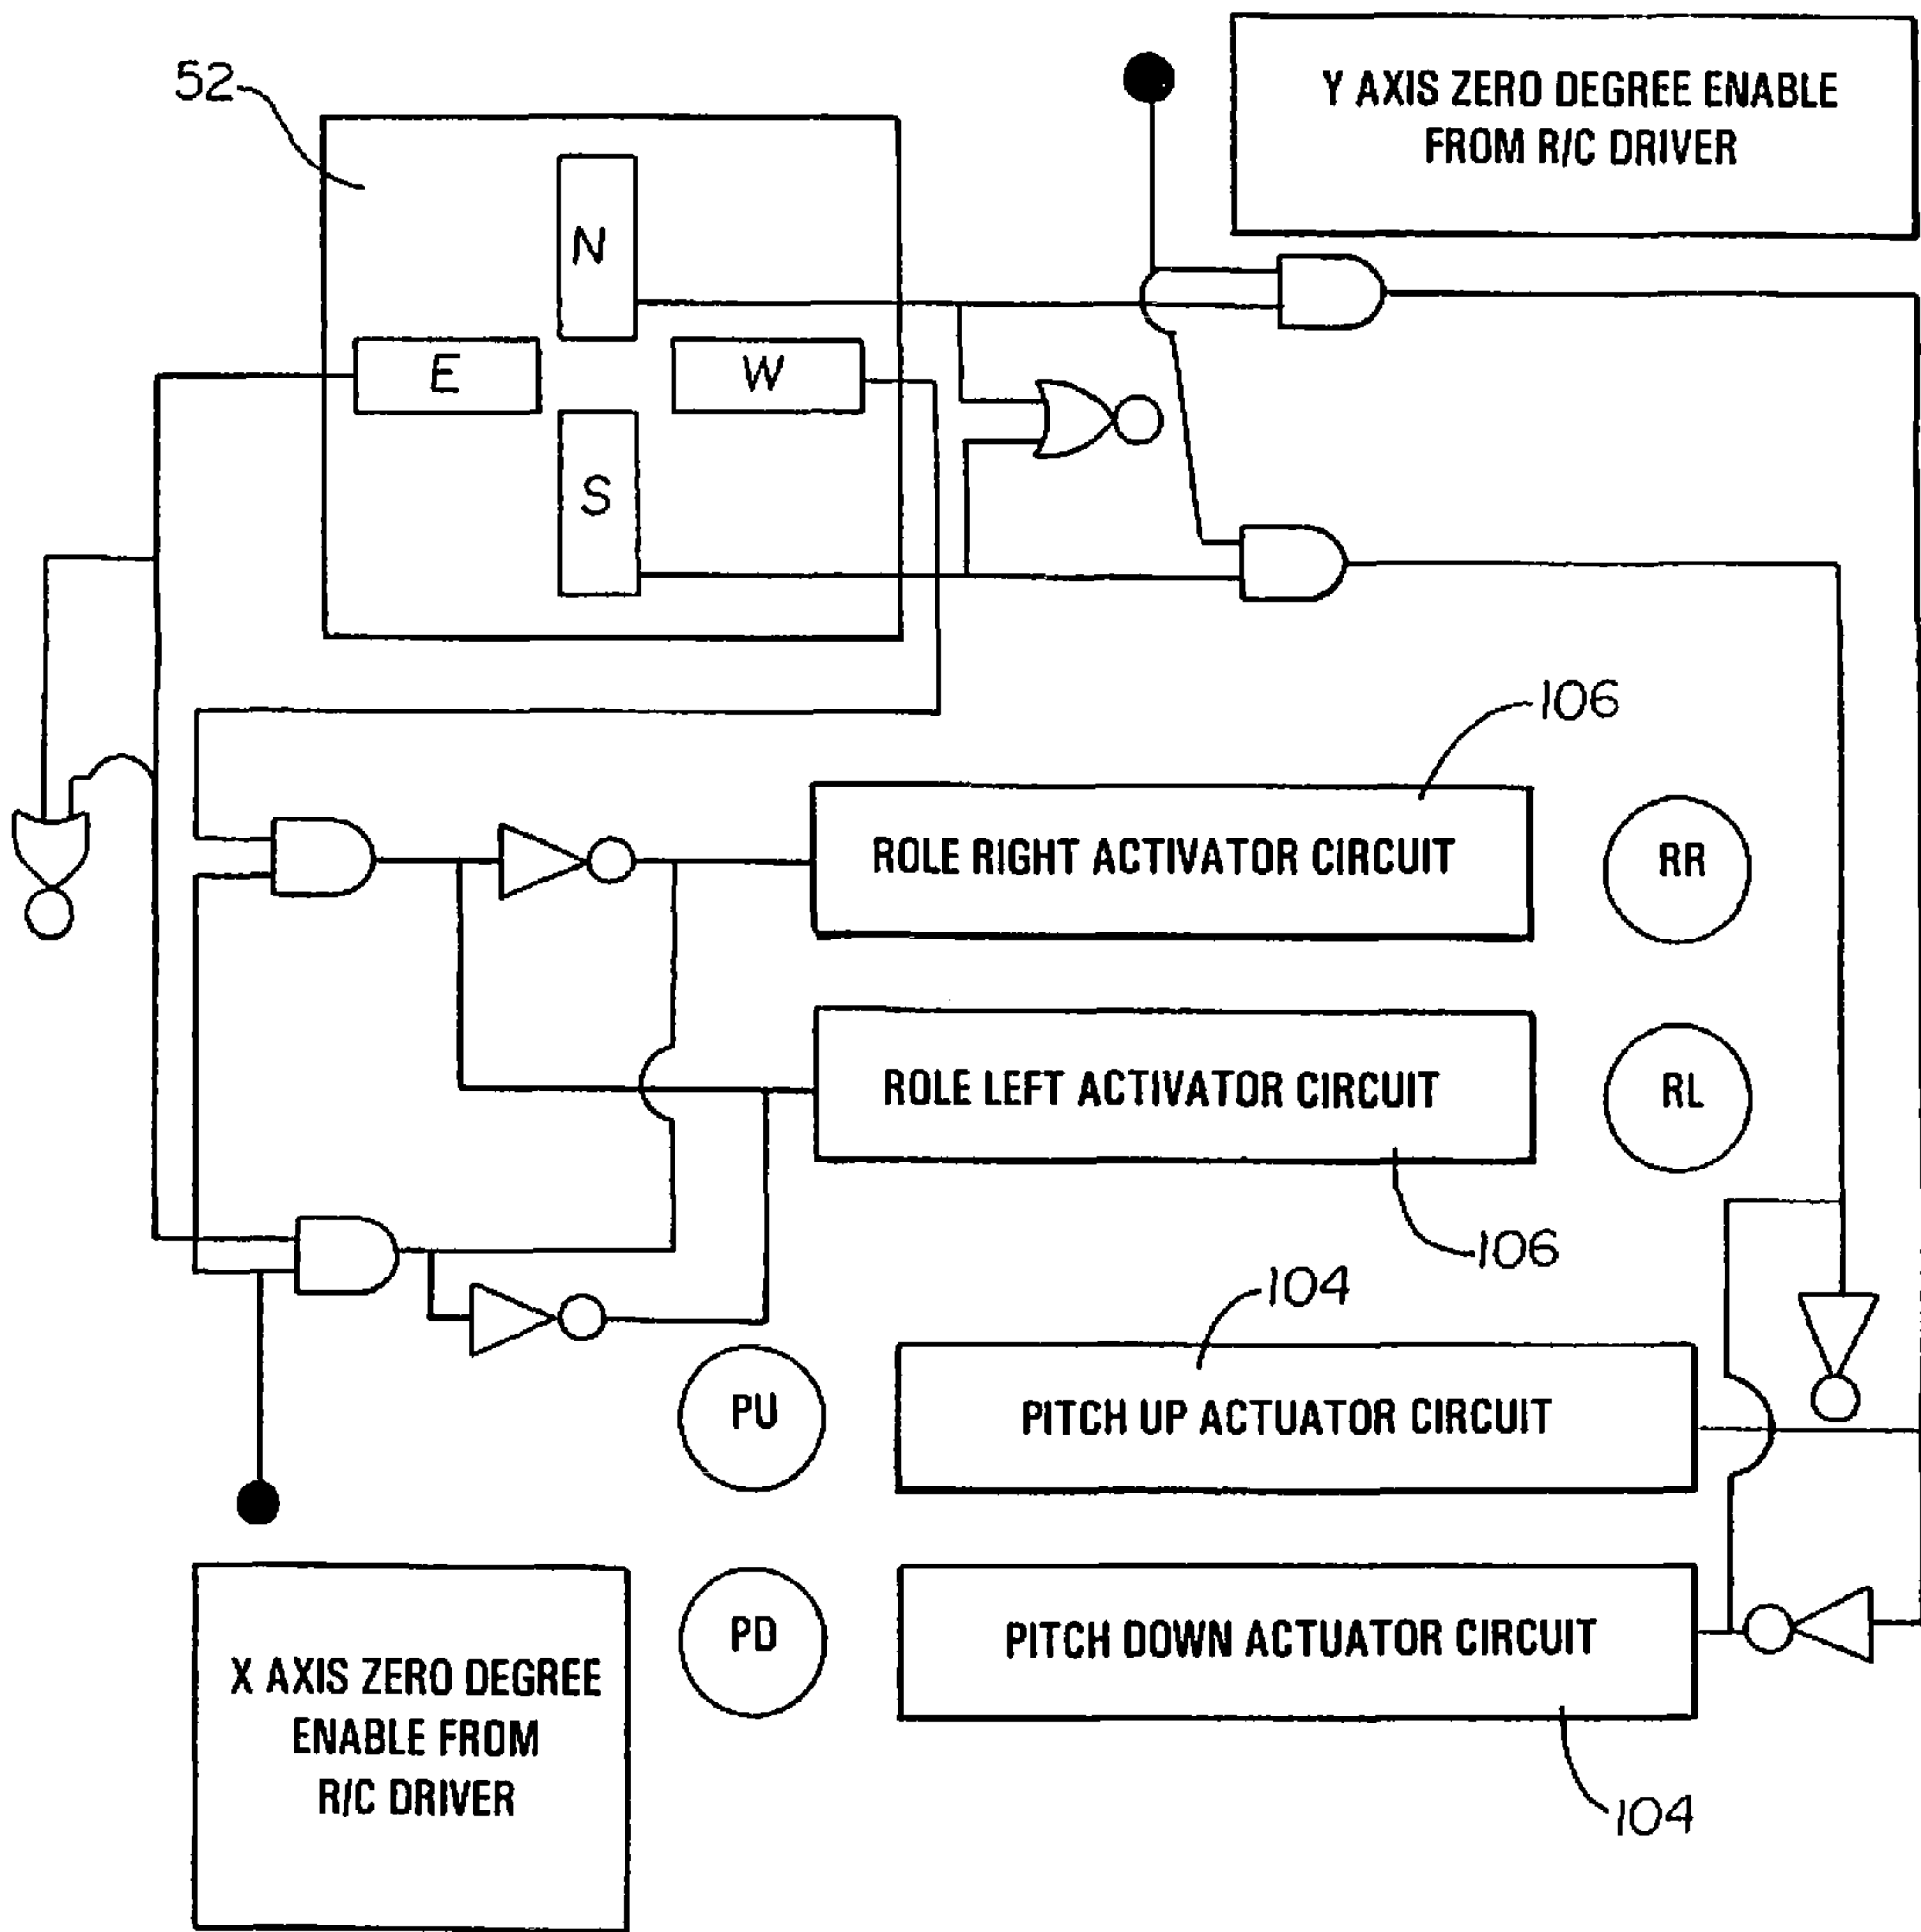 52
Y AXIS ZERO DEGREE ENABLE
FROM R/C DRIVER
N
E
W
S
106
ROLE RIGHT ACTIVATOR CIRCUIT
RR
ROLE LEFT ACTIVATOR CIRCUIT
RL
106
104
PU
PITCH UP ACTUATOR CIRCUIT
PD
PITCH DOWN ACTUATOR CIRCUIT
X AXIS ZERO DEGREE
ENABLE FROM
R/C DRIVER
104